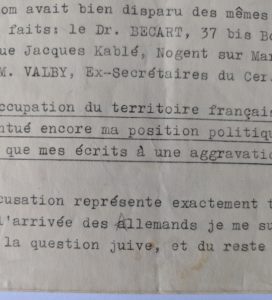 om avait bien disparu des mêmes
faits: le Dr. BECART, 37 bis Bo
ue Jacques Kablé, Nogent sur Mar
M. VALBY, Ex-Secrétaires du Cer.
ccupation du territoire français
ntué encore ma position politiqu
que mes écrits à une aggravatio
cusation représente exactement t
l'arrivée des Allemands je me su
la question juive, et du reste